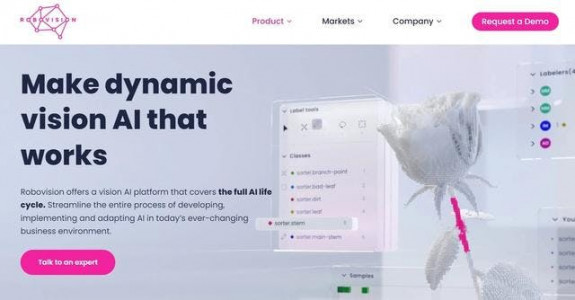 ROBOVISION
Product
Markets
Company
Request a Demo
Make dynamic
vision AI that
works
Robovision offers a vision AI platform that covers the full AI life
cycle. Streamline the entire process of developing,
implementing and adapting AI in today's ever-changing
business environment.
Talk to an expert
Label tools
Classes
sorter.branch-point
sorter.bad-leaf
sorter.dirt
sorter.leaf
sorter.stem
sorter.main-stem
Samples
Labelers(4
1
You